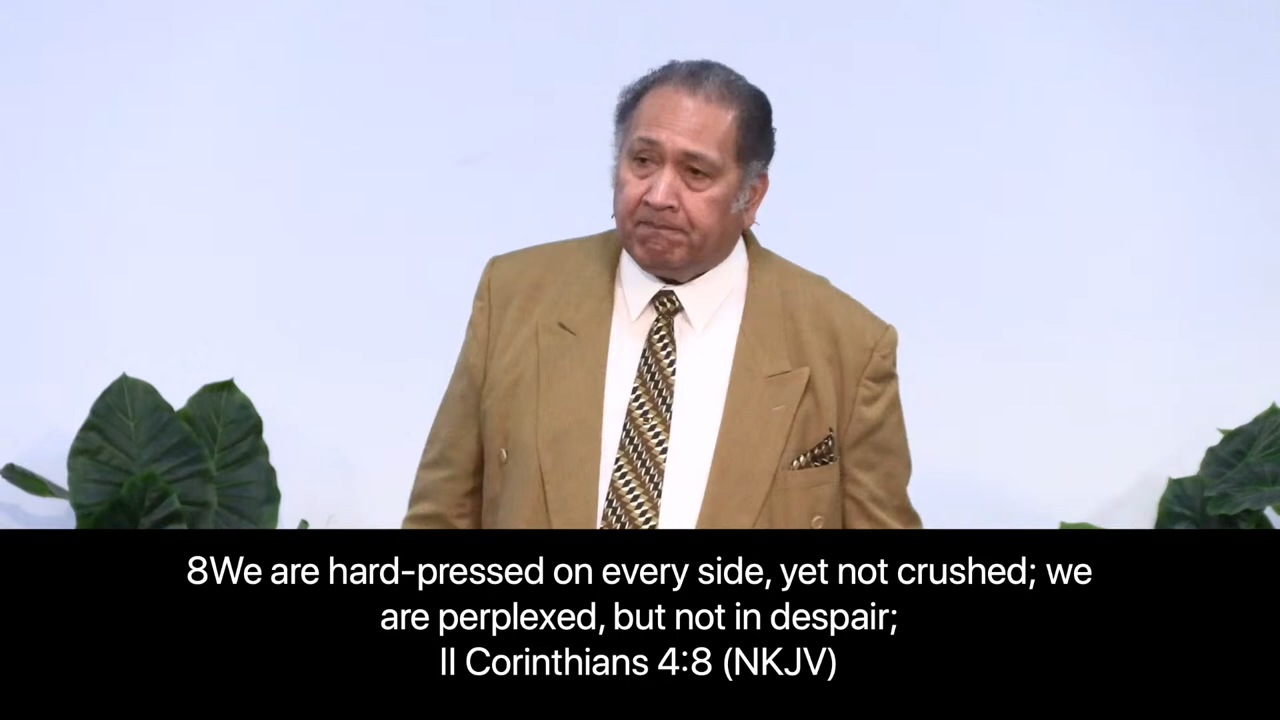 8We are hard-pressed on every side, yet not crushed; we
are perplexed, but not in despair;
II Corinthians 4:8 (NKJV)